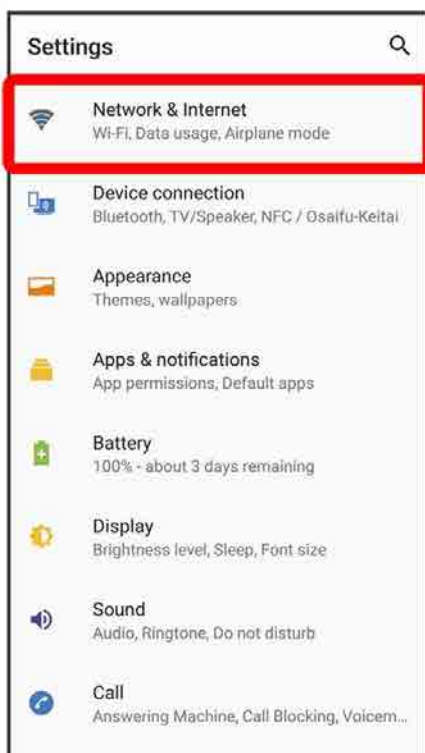 Settings
Network & Internet
Wi-Fi, Data usage, Airplane mode
Device connection
Bluetooth, TV/Speaker, NFC / Osaifu-Keitai
Appearance
Themes, wallpapers
Apps & notifications
App permissions, Default apps
Battery
100% - about 3 days remaining
Display
Brightness level, Sleep, Font size
Sound
Audio, Ringtone, Do not disturb
Call
Answering Machine, Call Blocking, Voicem...